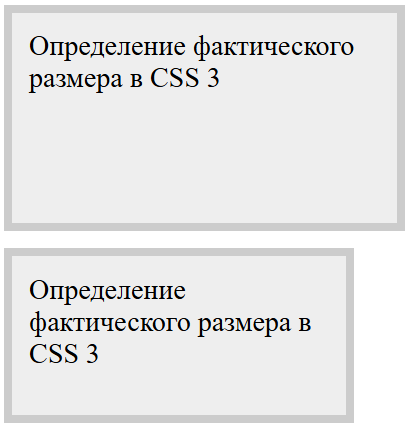 Определение фактического
размера в CSS 3
Определение
фактического размера в
CSS 3